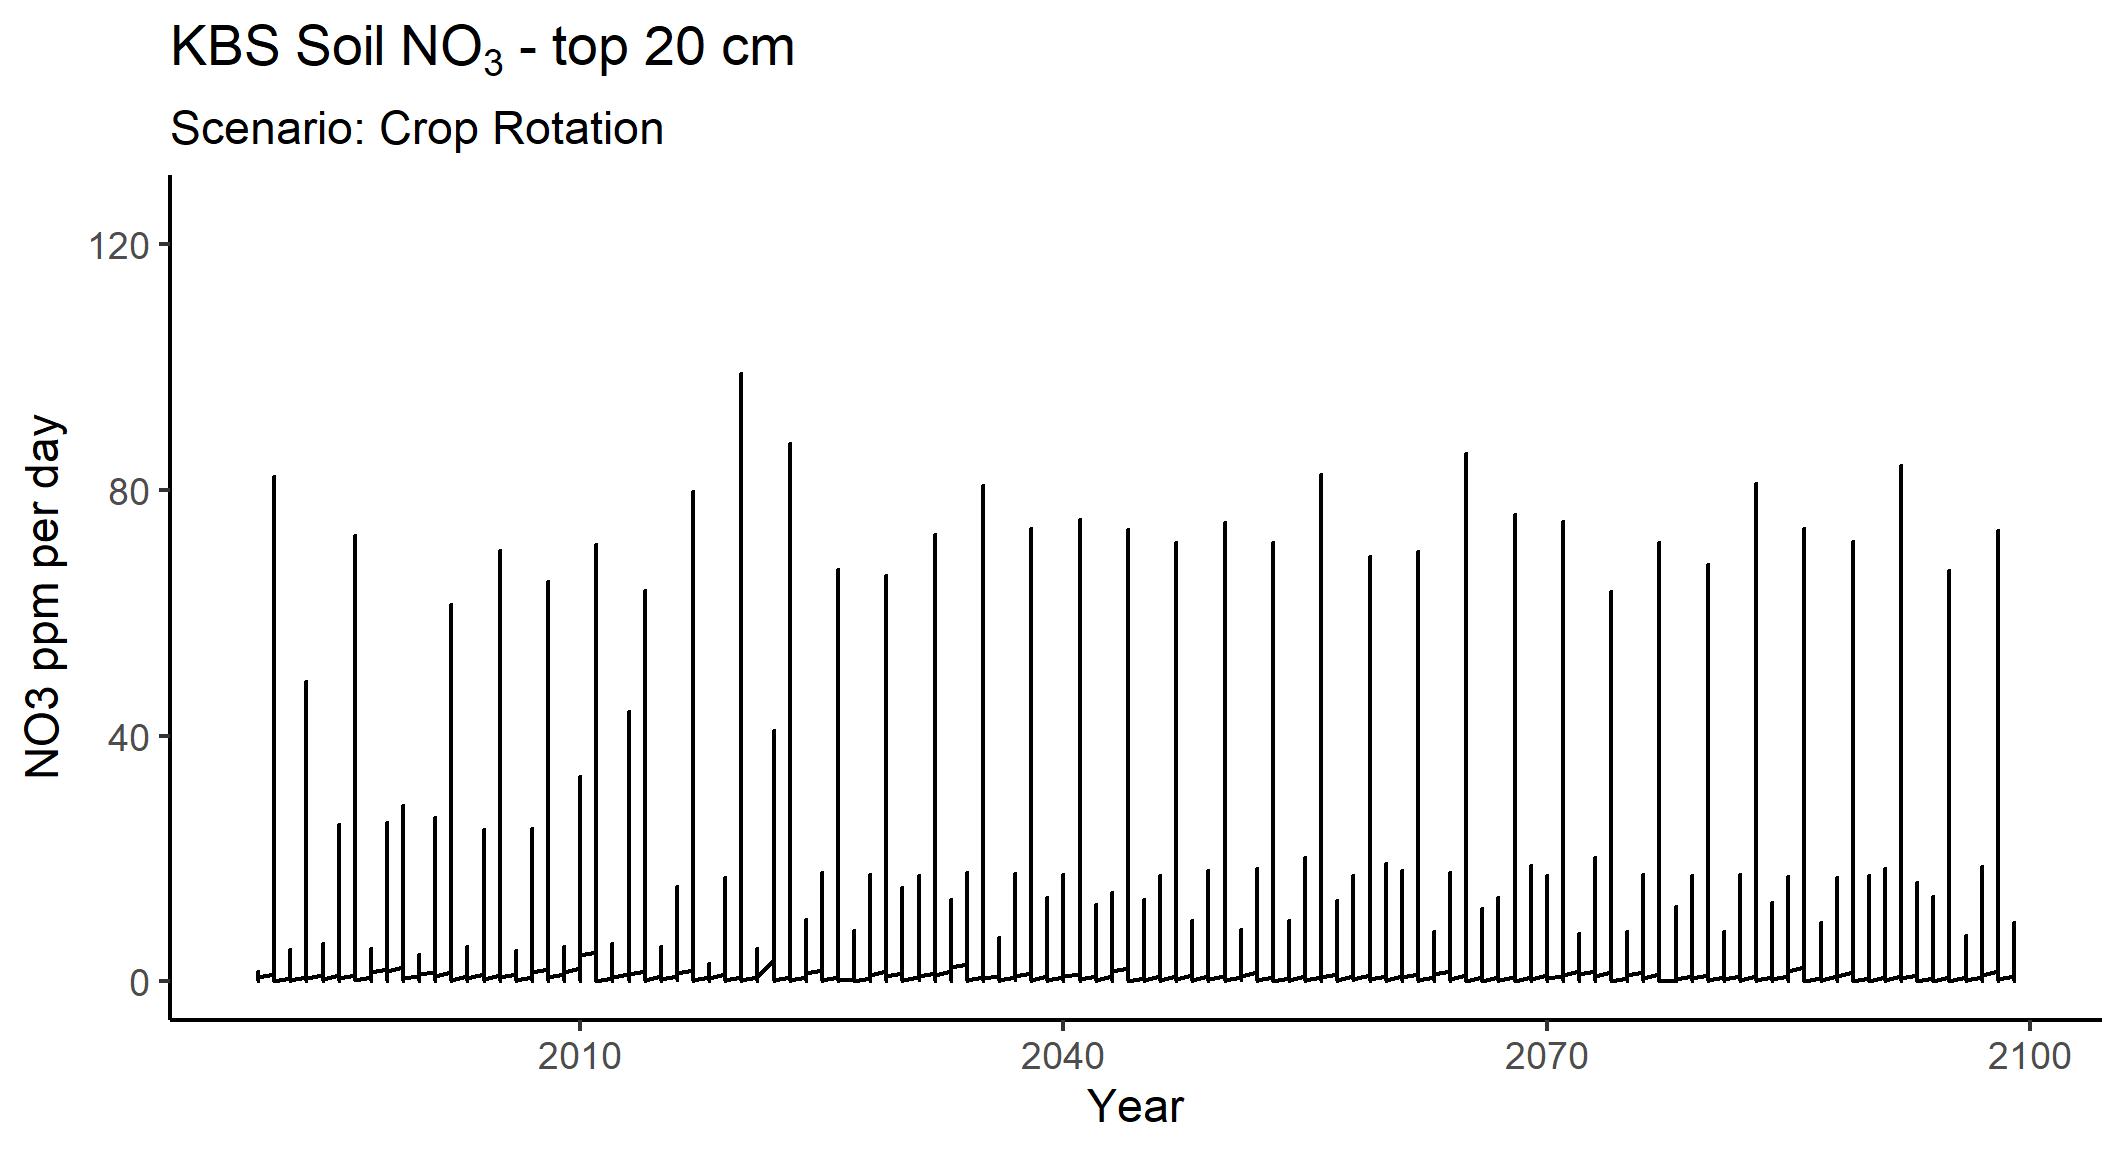 KBS Soil NO₃ - top 20 cm
Scenario: Crop Rotation
NO3 ppm per day
120
80
40
0
2010
2040
2070
2100
Year